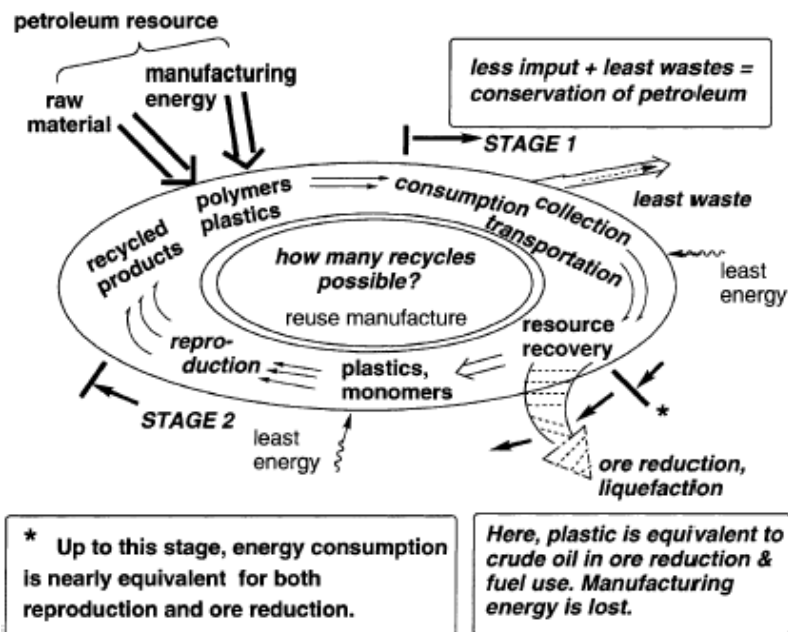 petroleum resource
manufacturing
energy
raw
material
less imput + least wastes =
conservation of petroleum
STAGE 1
polymers
plastics
consumption
collection
transportation
least waste
recycled
products
how many recycles
possible?
reuse manufacture
least
energy
resource
recovery
repro-
duction
plastics,
monomers
*
STAGE 2
least
energy
ore reduction,
liquefaction
* Up to this stage, energy consumption
is nearly equivalent for both
reproduction and ore reduction.
Here, plastic is equivalent to
crude oil in ore reduction &
fuel use. Manufacturing
energy is lost.